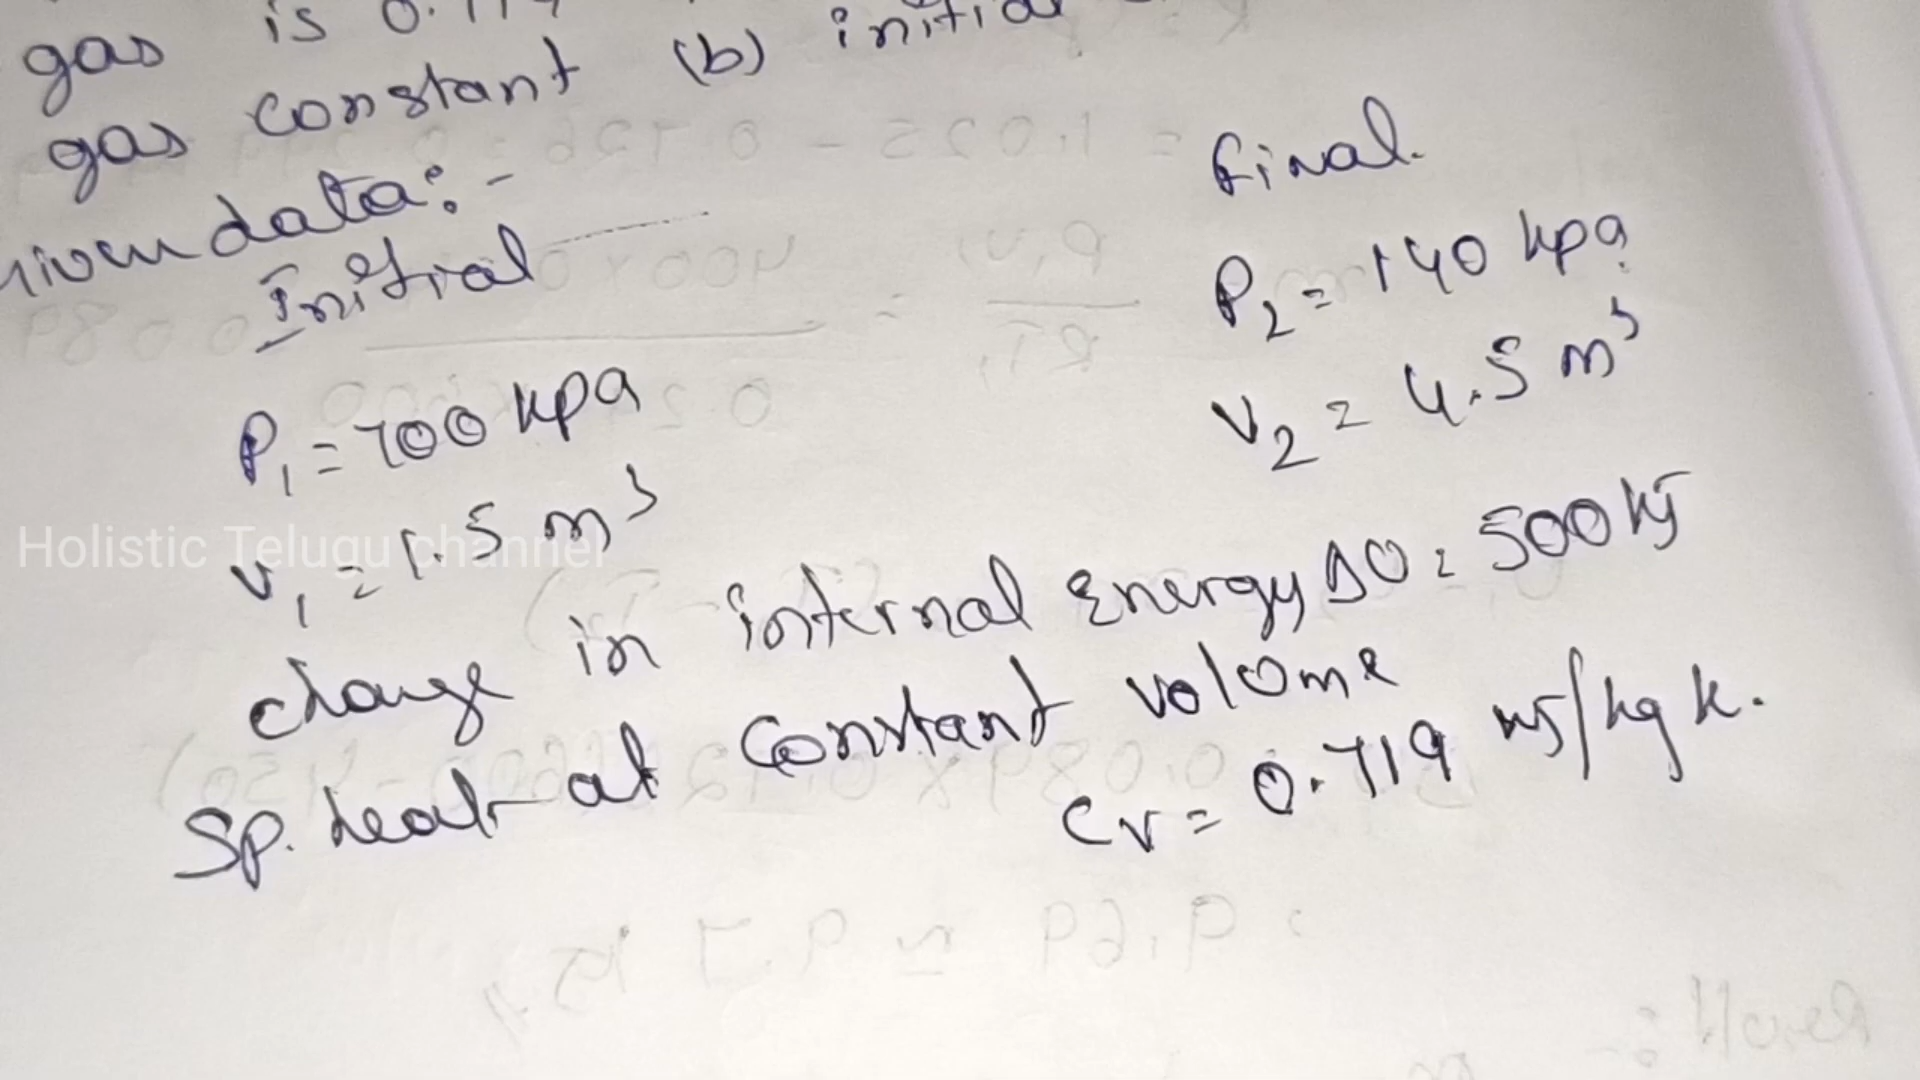 gas is 0.719
gas constant (b) initial
Given data:-
Initial
P₁ = 700 kpa
V₁ = 1.5 m³
Final.
P₂ = 140 kpa
V₂ = 4.5 m³
change in internal Energy ΔU = 500 kJ
Sp. heat at constant volume
Cv = 0.719 kJ/kg k.
Holistic Telugu channel